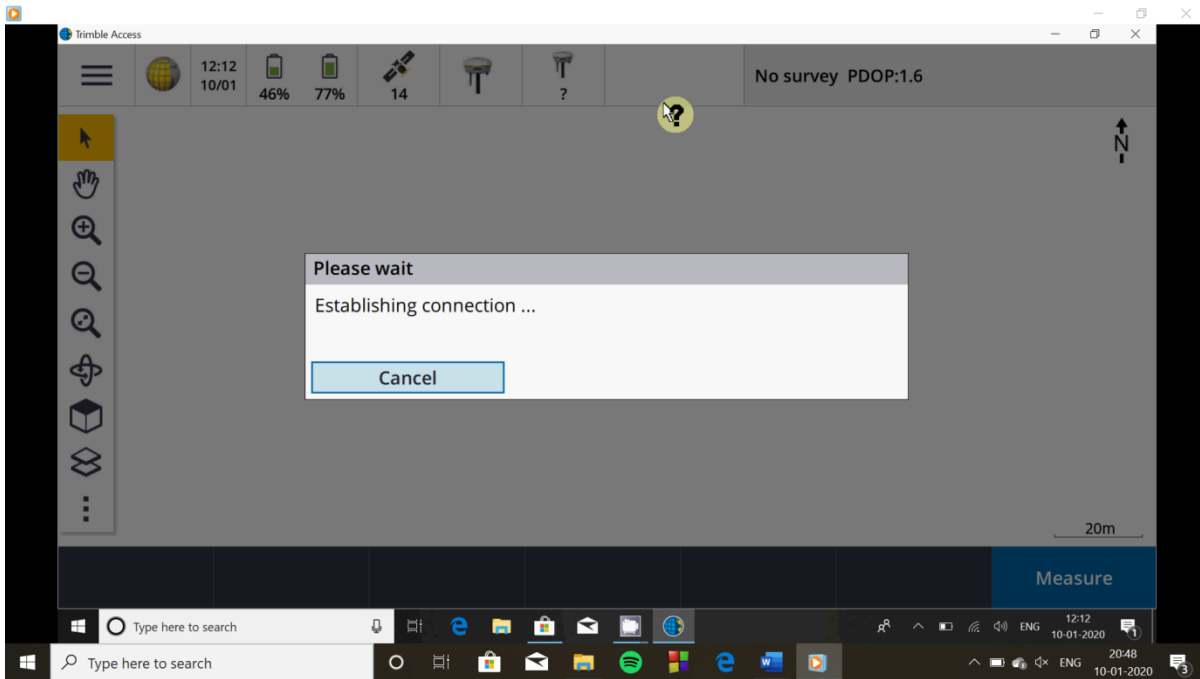 Trimble Access
12:12
10/01
46%
77%
14
?
No survey PDOP:1.6
?
N
Please wait
Establishing connection ...
Cancel
20m
Measure
Type here to search
ENG
12:12
10-01-2020
1
Type here to search
W
ENG
20:48
10-01-2020
3